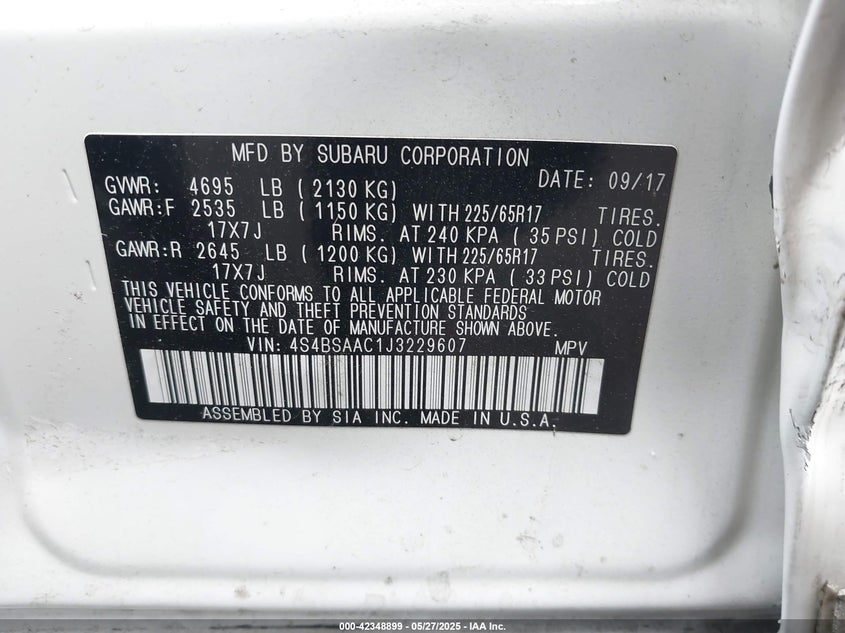 MFD BY SUBARU CORPORATION
DATE: 09/17
GVWR: 4695 LB ( 2130 KG)
GAWR:F 2535 LB ( 1150 KG) WITH 225/65R17 TIRES.
17X7J RIMS. AT 240 KPA ( 35 PSI) COLD
GAWR:R 2645 LB ( 1200 KG) WITH 225/65R17 TIRES.
17X7J RIMS. AT 230 KPA ( 33 PSI) COLD
THIS VEHICLE CONFORMS TO ALL APPLICABLE FEDERAL MOTOR
VEHICLE SAFETY AND THEFT PREVENTION STANDARDS
IN EFFECT ON THE DATE OF MANUFACTURE SHOWN ABOVE.
VIN: 4S4BSAAC1J3229607 MPV
ASSEMBLED BY SIA INC. MADE IN U.S.A.
000-42348899 — 05/27/2025 — IAA Inc.